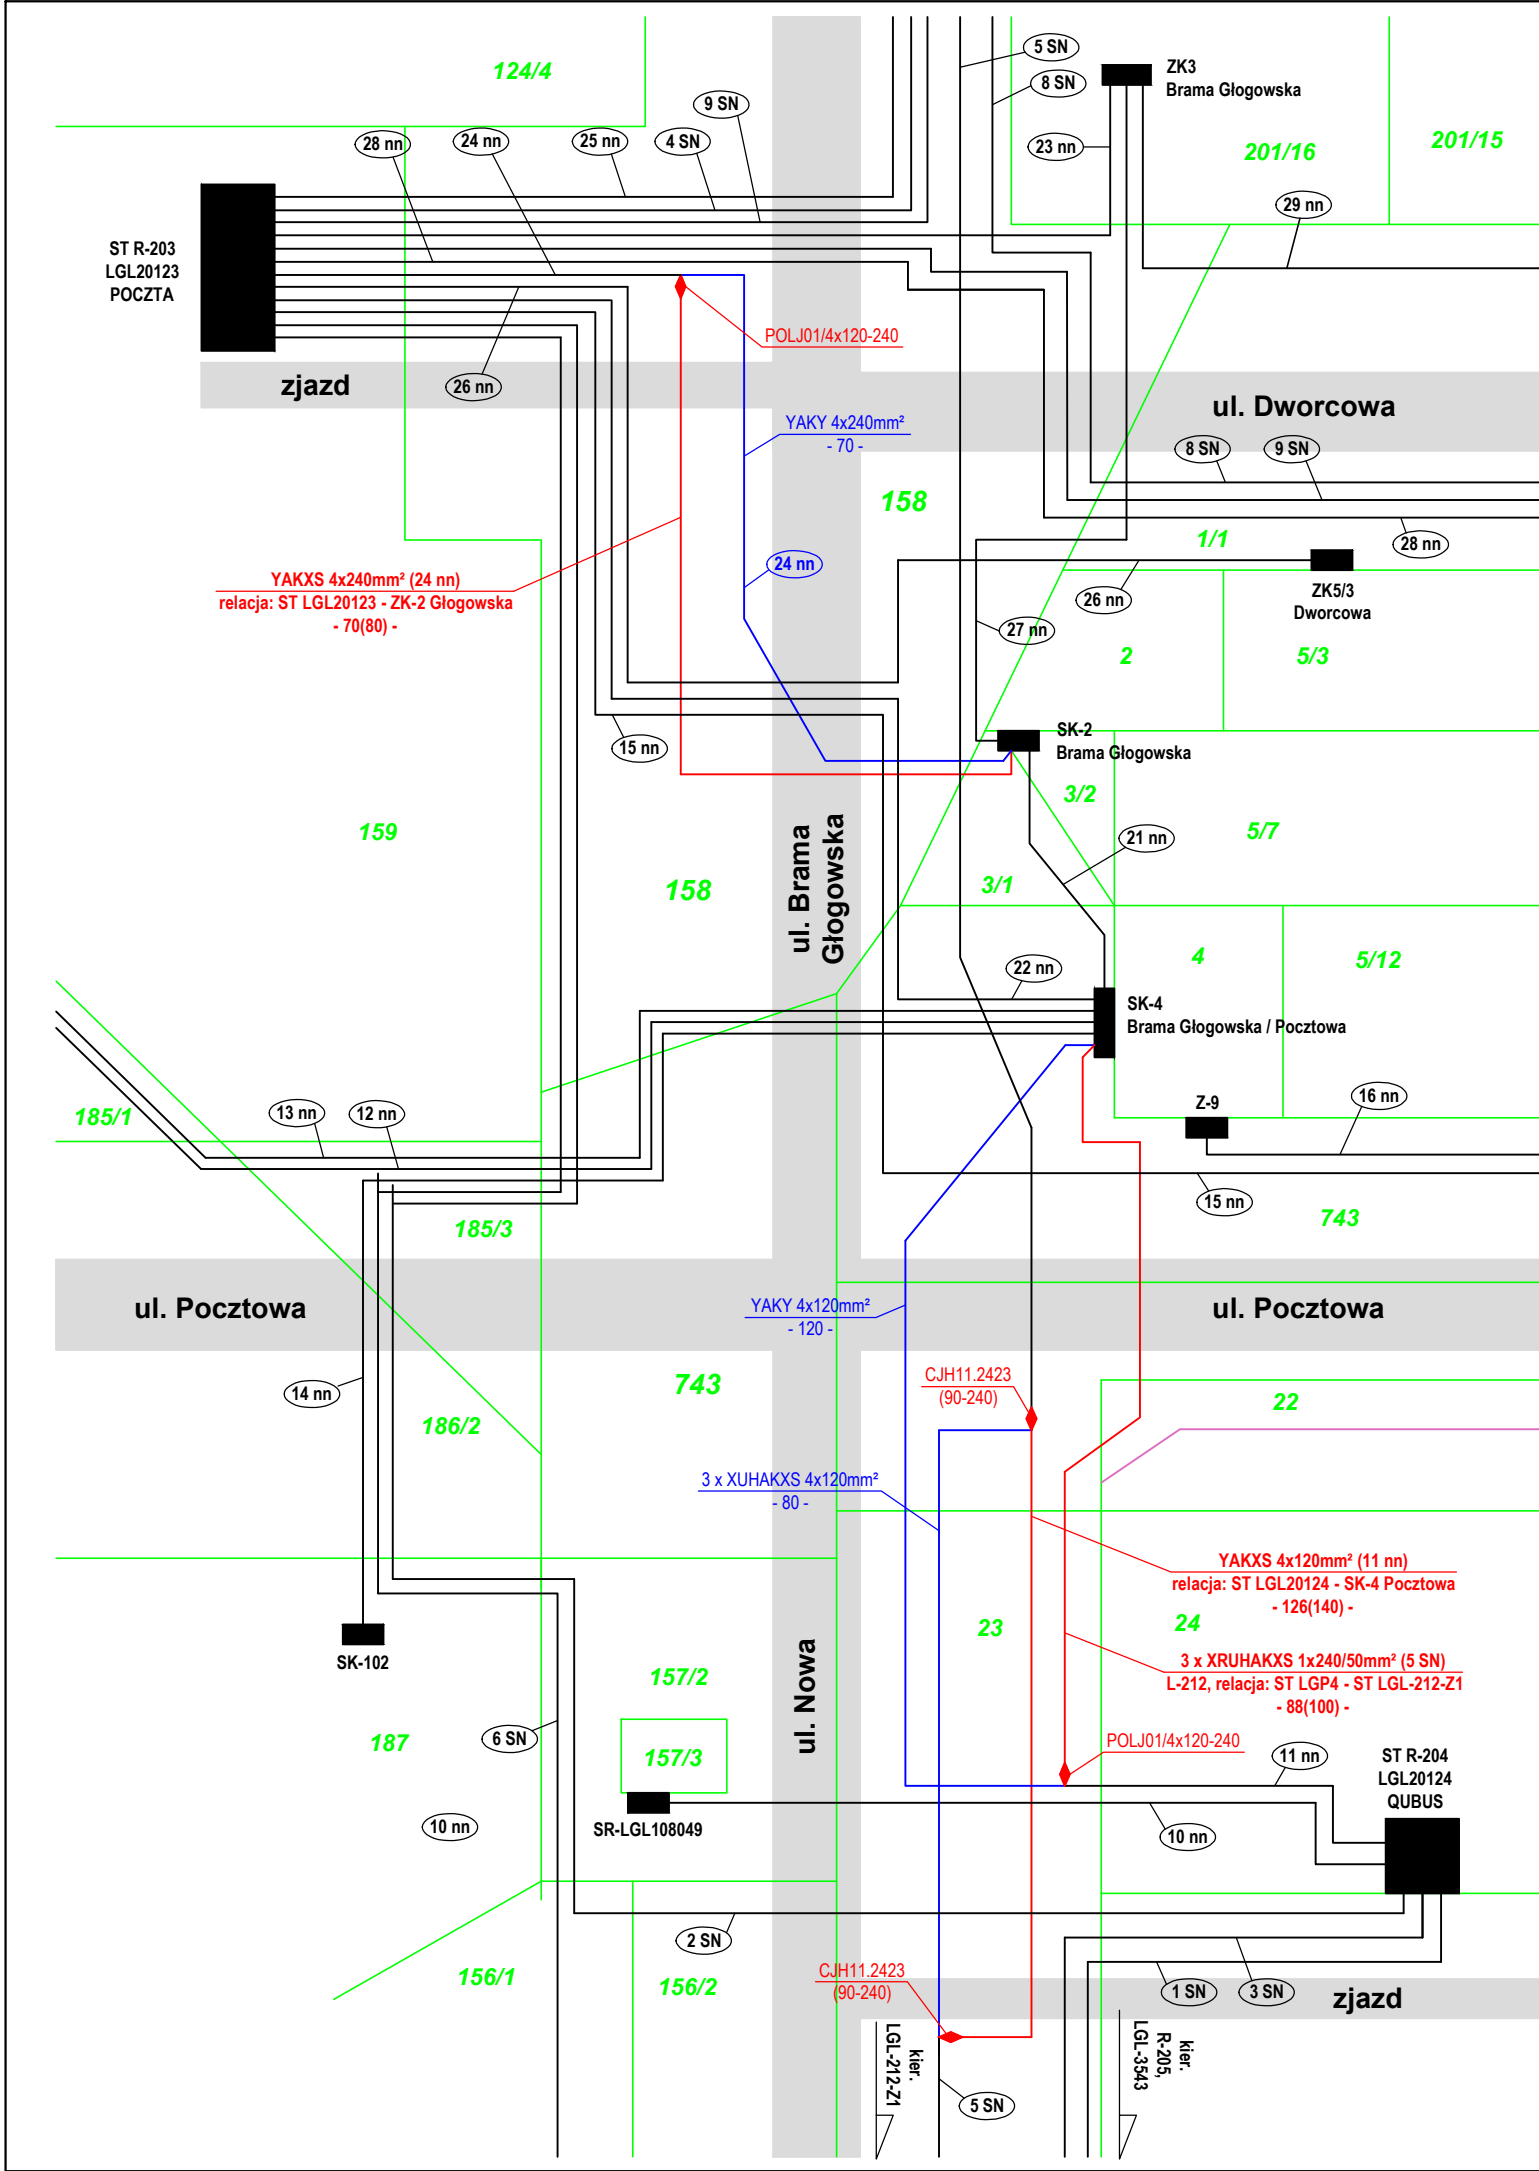 124/4
5 SN
8 SN
ZK3
Brama Głogowska
9 SN
28 nn
24 nn
25 nn
4 SN
23 nn
201/16
201/15
29 nn
ST R-203
LGL20123
POCZTA
POLJ01/4x120-240
zjazd
26 nn
ul. Dworcowa
YAKY 4x240mm²
- 70 -
8 SN
9 SN
158
1/1
28 nn
24 nn
YAKXS 4x240mm² (24 nn)
relacja: ST LGL20123 - ZK-2 Głogowska
- 70(80) -
26 nn
ZK5/3
Dworcowa
27 nn
2
5/3
15 nn
SK-2
Brama Głogowska
3/2
159
5/7
21 nn
158
ul. Brama
Głogowska
3/1
22 nn
4
5/12
SK-4
Brama Głogowska / Pocztowa
185/1
13 nn
12 nn
Z-9
16 nn
15 nn
185/3
743
ul. Pocztowa
YAKY 4x120mm²
- 120 -
ul. Pocztowa
14 nn
743
CJH11.2423
(90-240)
22
186/2
3 x XUHAKXS 4x120mm²
- 80 -
YAKXS 4x120mm² (11 nn)
relacja: ST LGL20124 - SK-4 Pocztowa
- 126(140) -
23
24
SK-102
157/2
ul. Nowa
3 x XRUHAKXS 1x240/50mm² (5 SN)
L-212, relacja: ST LGP4 - ST LGL-212-Z1
- 88(100) -
187
6 SN
157/3
POLJ01/4x120-240
11 nn
ST R-204
LGL20124
QUBUS
10 nn
SR-LGL108049
10 nn
2 SN
156/1
156/2
CJH11.2423
(90-240)
1 SN
3 SN
zjazd
kier.
LGL-212-Z1
5 SN
kier.
R-205,
LGL-3543